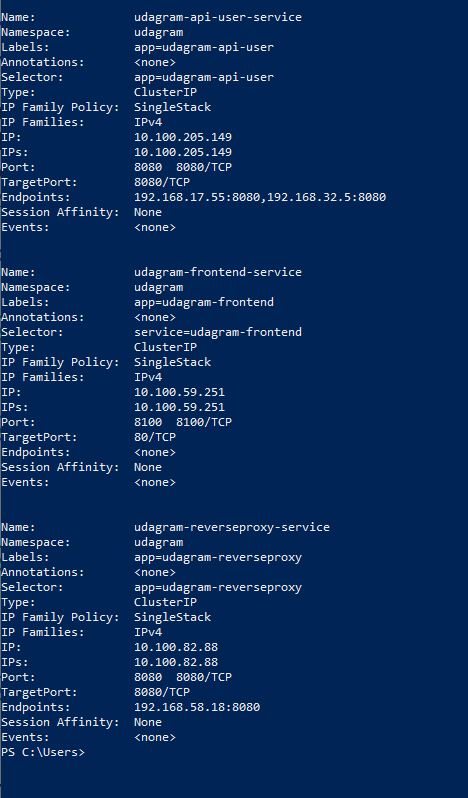 Name:              udagram-api-user-service
Namespace:         udagram
Labels:            app=udagram-api-user
Annotations:       <none>
Selector:          app=udagram-api-user
Type:              ClusterIP
IP Family Policy:  SingleStack
IP Families:       IPv4
IP:                10.100.205.149
IPs:               10.100.205.149
Port:              8080  8080/TCP
TargetPort:        8080/TCP
Endpoints:         192.168.17.55:8080,192.168.32.5:8080
Session Affinity:  None
Events:            <none>
Name:              udagram-frontend-service
Namespace:         udagram
Labels:            app=udagram-frontend
Annotations:       <none>
Selector:          service=udagram-frontend
Type:              ClusterIP
IP Family Policy:  SingleStack
IP Families:       IPv4
IP:                10.100.59.251
IPs:               10.100.59.251
Port:              8100  8100/TCP
TargetPort:        80/TCP
Endpoints:         <none>
Session Affinity:  None
Events:            <none>
Name:              udagram-reverseproxy-service
Namespace:         udagram
Labels:            app=udagram-reverseproxy
Annotations:       <none>
Selector:          app=udagram-reverseproxy
Type:              ClusterIP
IP Family Policy:  SingleStack
IP Families:       IPv4
IP:                10.100.82.88
IPs:               10.100.82.88
Port:              8080  8080/TCP
TargetPort:        8080/TCP
Endpoints:         192.168.58.18:8080
Session Affinity:  None
Events:            <none>
PS C:\Users>